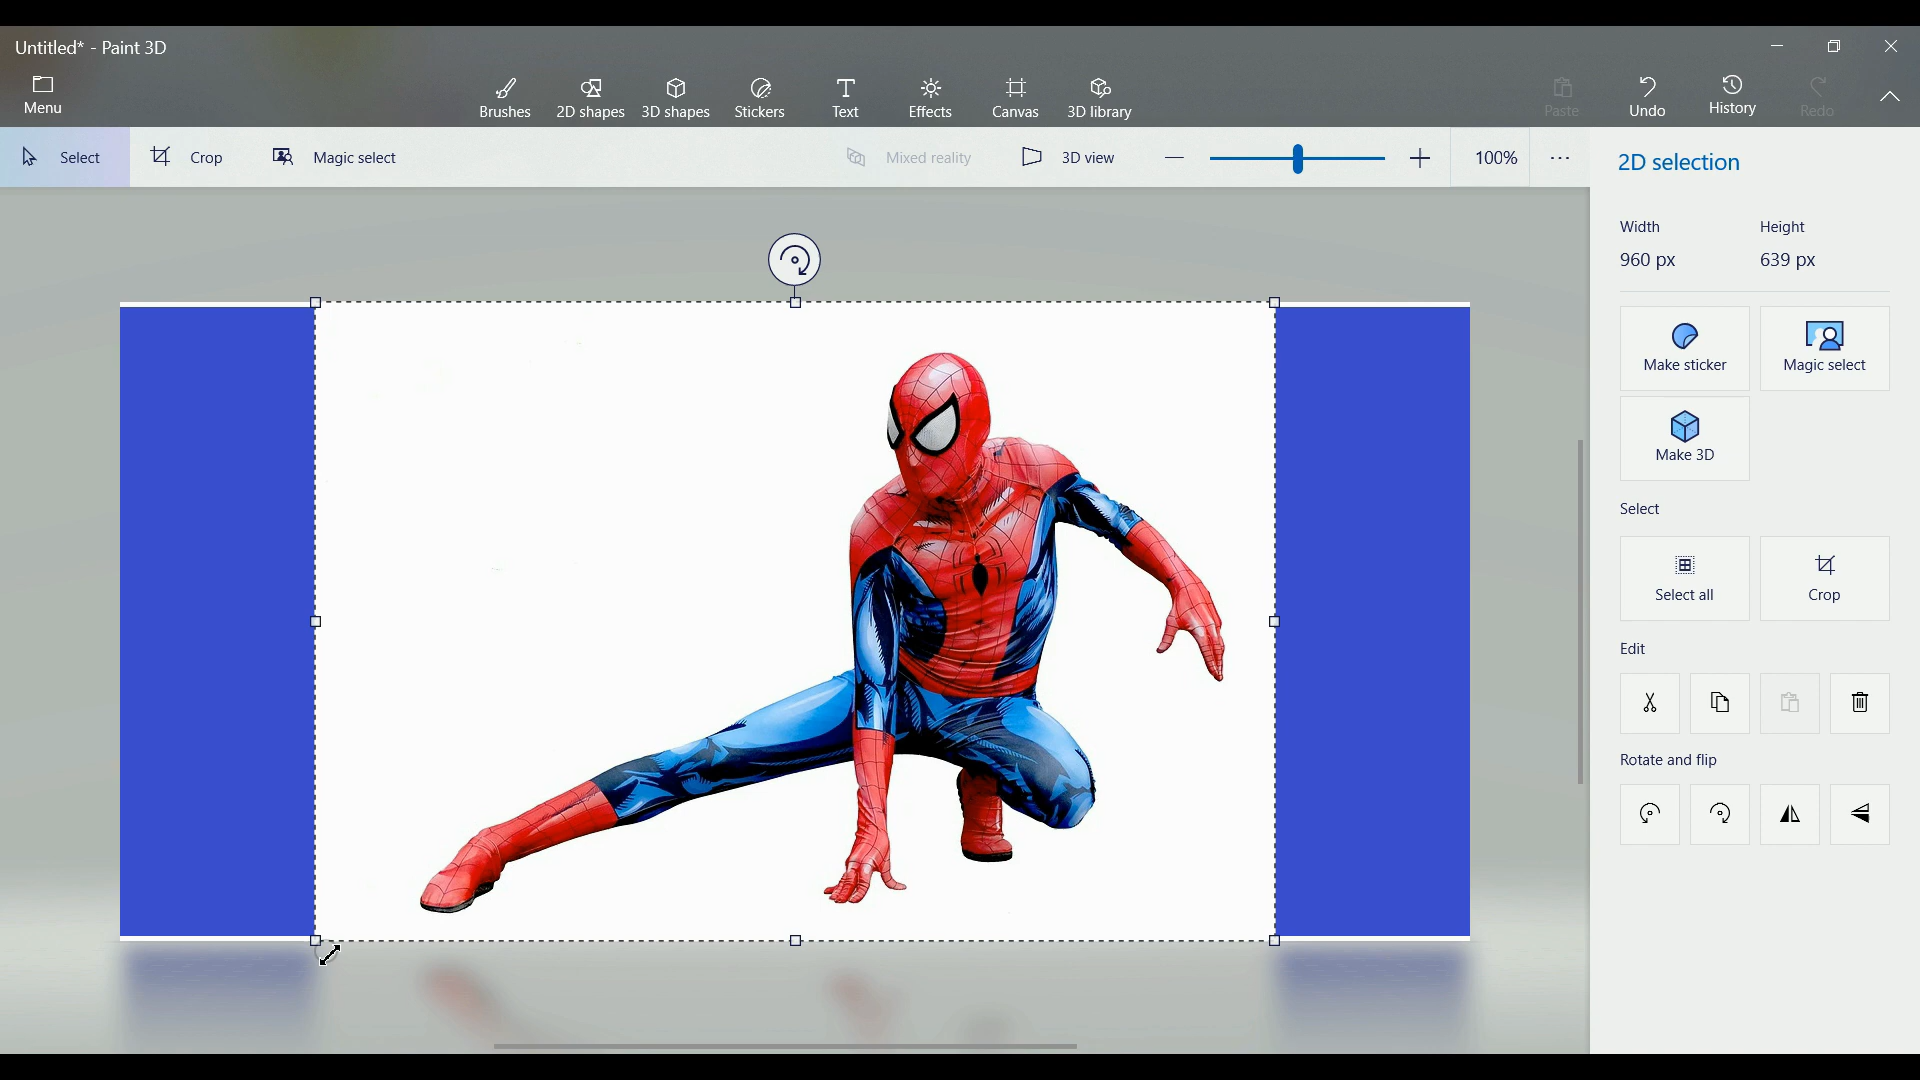 Untitled* - Paint 3D
Menu
Brushes
2D shapes
3D shapes
Stickers
Text
Effects
Canvas
3D library
Paste
Undo
History
Redo
Select
Crop
Magic select
Mixed reality
3D view
100%
2D selection
Width
Height
960 px
639 px
Make sticker
Magic select
Make 3D
Select
Select all
Crop
Edit
Rotate and flip